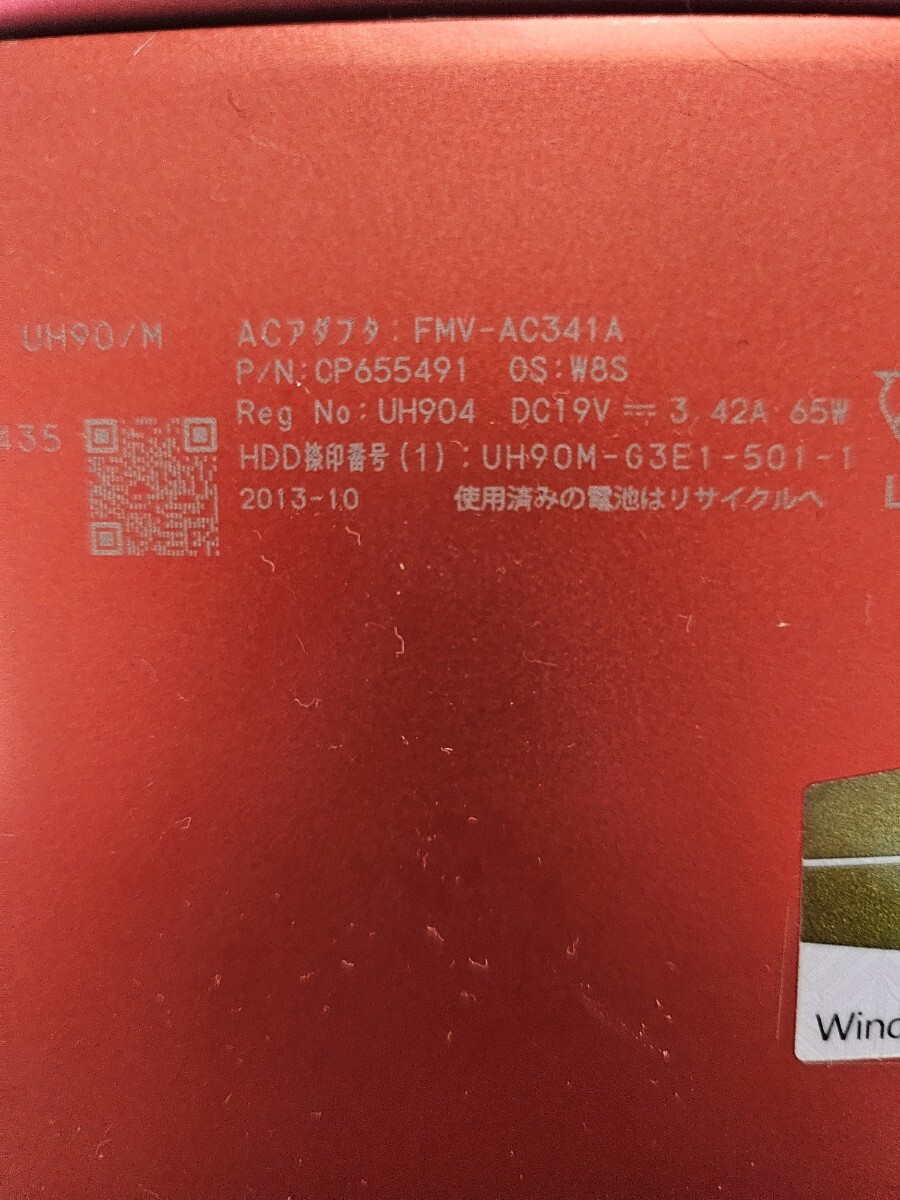 UH90/M
ACアダプタ:FMV-AC341A
P/N:CP655491 OS:W8S
Reg No:UH904 DC19V⎓3.42A 65W
435
HDD捺印番号(1):UH90M-G3E1-501-1
2013-10 使用済みの電池はリサイクルへ